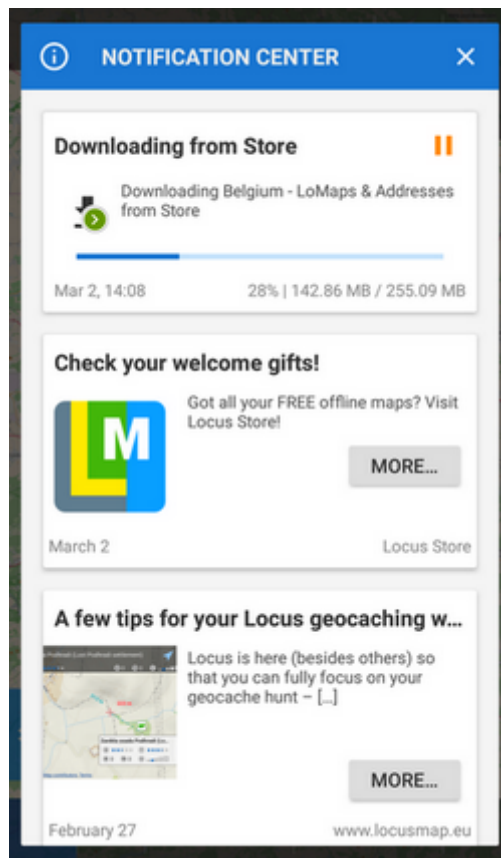 NOTIFICATION CENTER
Downloading from Store
Downloading Belgium - LoMaps & Addresses
from Store
Mar 2, 14:08
28% | 142.86 MB / 255.09 MB
Check your welcome gifts!
LM
Got all your FREE offline maps? Visit
Locus Store!
MORE...
March 2
Locus Store
A few tips for your Locus geocaching w...
Locus is here (besides others) so
that you can fully focus on your
geocache hunt – [...]
MORE...
February 27
www.locusmap.eu